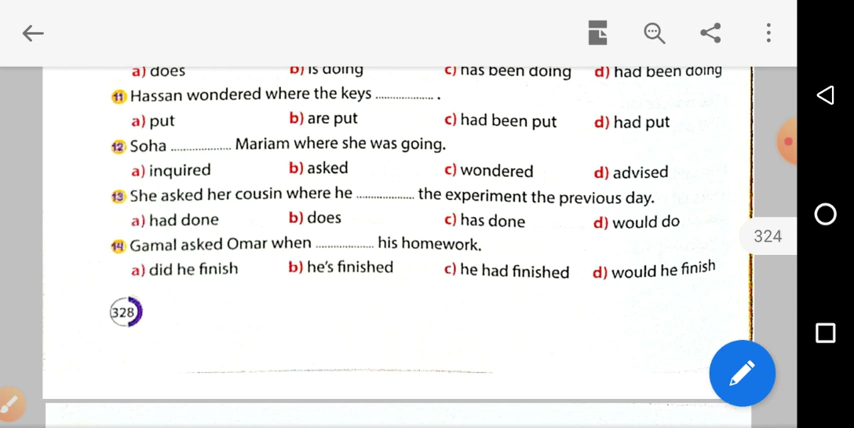 a) does b) is doing c) has been doing d) had been doing
11 Hassan wondered where the keys .................. .
a) put b) are put c) had been put d) had put
12 Soha .................. Mariam where she was going.
a) inquired b) asked c) wondered d) advised
13 She asked her cousin where he .................. the experiment the previous day.
a) had done b) does c) has done d) would do
14 Gamal asked Omar when .................. his homework.
a) did he finish b) he's finished c) he had finished d) would he finish
324
328